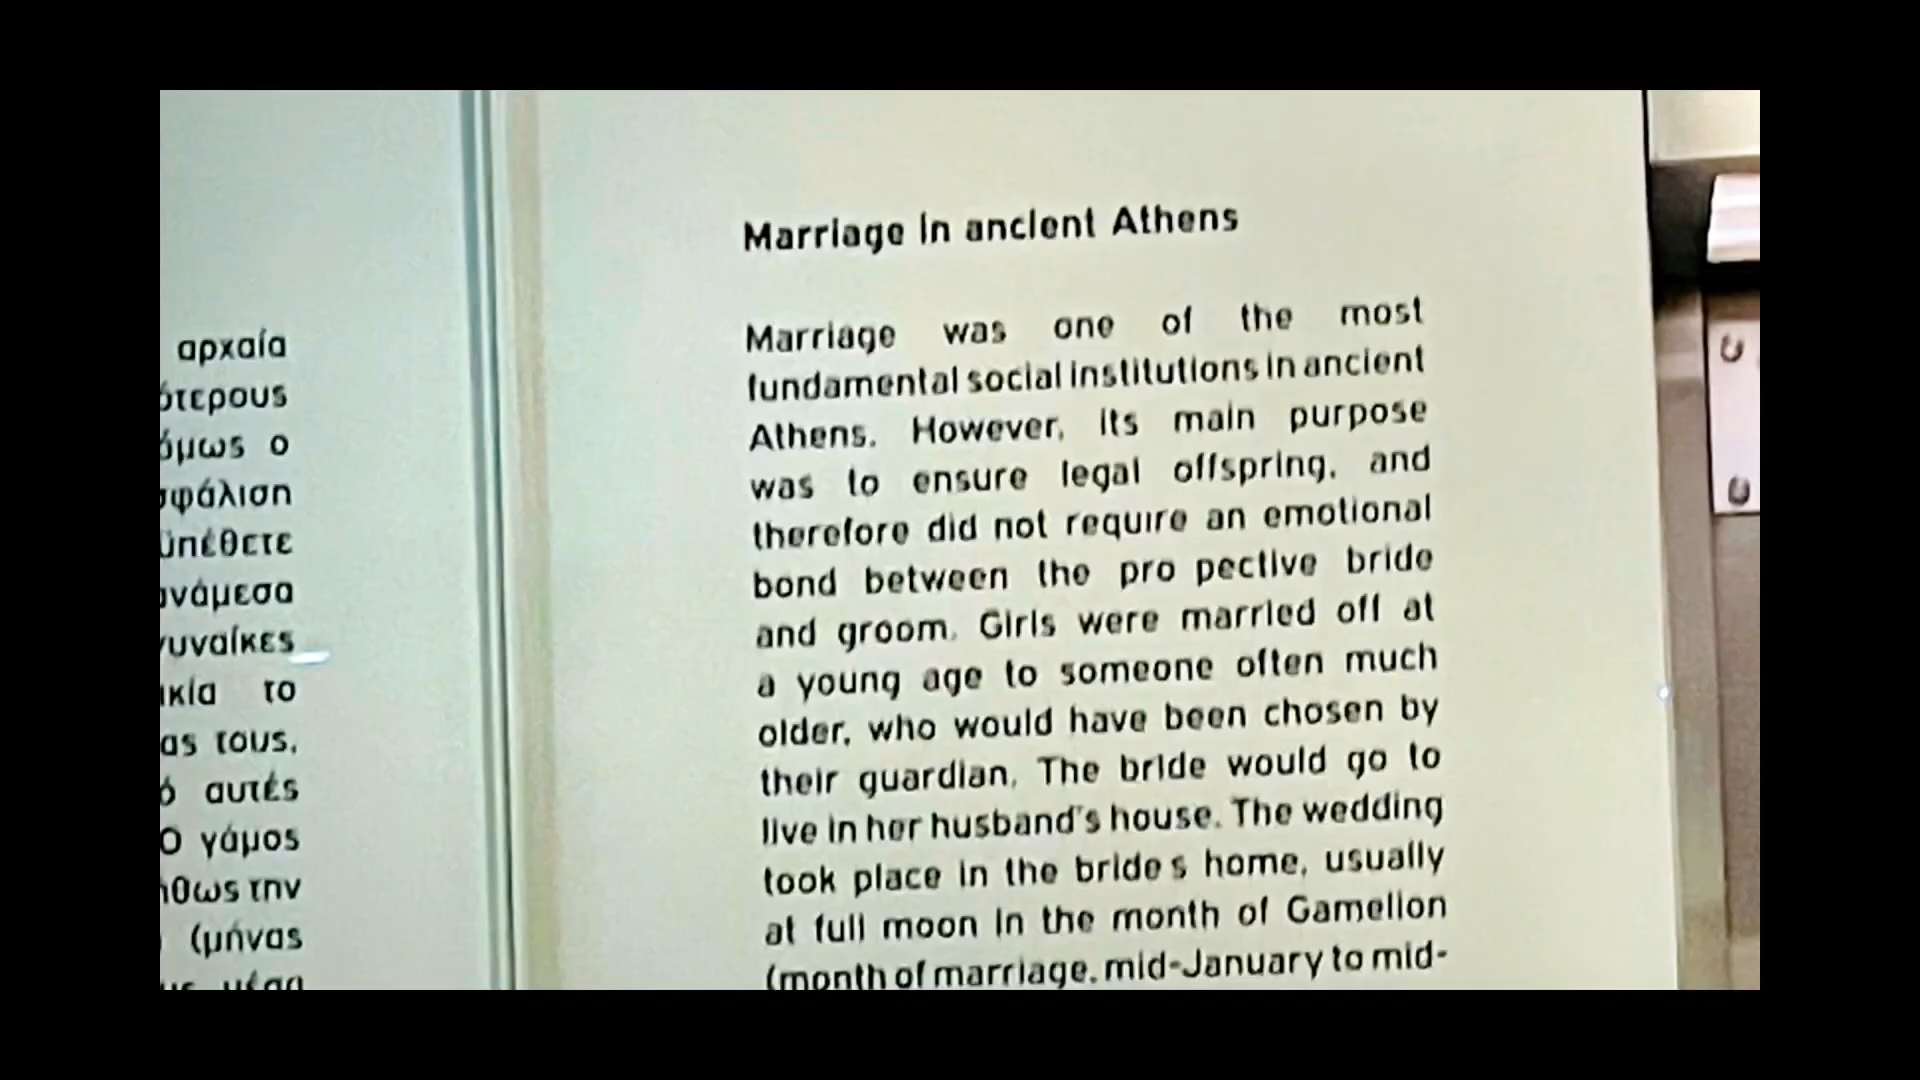 αρχαία
ότερους
όμως ο
σφάλιση
ϋπέθετε
ανάμεσα
γυναίκες
ικία το
ας τους,
ό αυτές
Ο γάμος
ήθως την
(μήνας
μέσα
Marriage in ancient Athens
Marriage was one of the most
fundamental social institutions in ancient
Athens. However, its main purpose
was to ensure legal offspring, and
therefore did not require an emotional
bond between the pro pective bride
and groom. Girls were married off at
a young age to someone often much
older, who would have been chosen by
their guardian. The bride would go to
live in her husband's house. The wedding
took place in the bride s home, usually
at full moon in the month of Gamelion
(month of marriage, mid-January to mid-